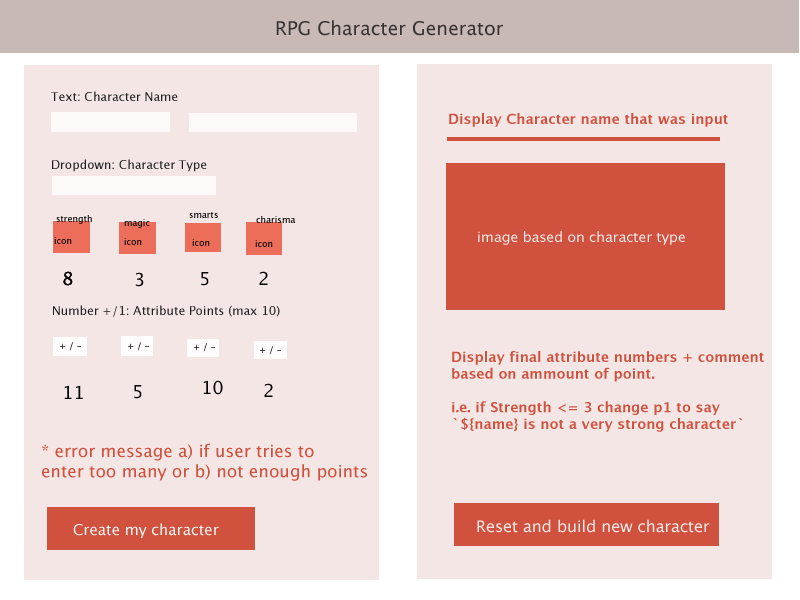 RPG Character Generator
Text: Character Name
Dropdown: Character Type
strength magic smarts charisma
icon icon icon icon
8 3 5 2
Number +/1: Attribute Points (max 10)
+ / – + / – + / – + / –
11 5 10 2
* error message a) if user tries to
enter too many or b) not enough points
Create my character
Display Character name that was input
image based on character type
Display final attribute numbers + comment
based on ammount of point.
i.e. if Strength <= 3 change p1 to say
`${name} is not a very strong character`
Reset and build new character